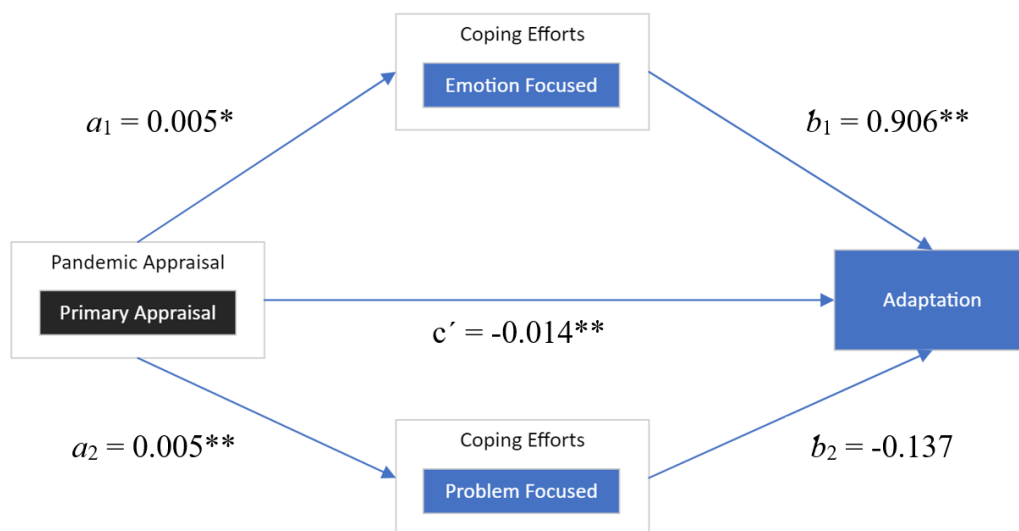 Coping Efforts
Emotion Focused
a₁ = 0.005*
b₁ = 0.906**
Pandemic Appraisal
Primary Appraisal
Adaptation
c´ = -0.014**
a₂ = 0.005**
Coping Efforts
Problem Focused
b₂ = -0.137